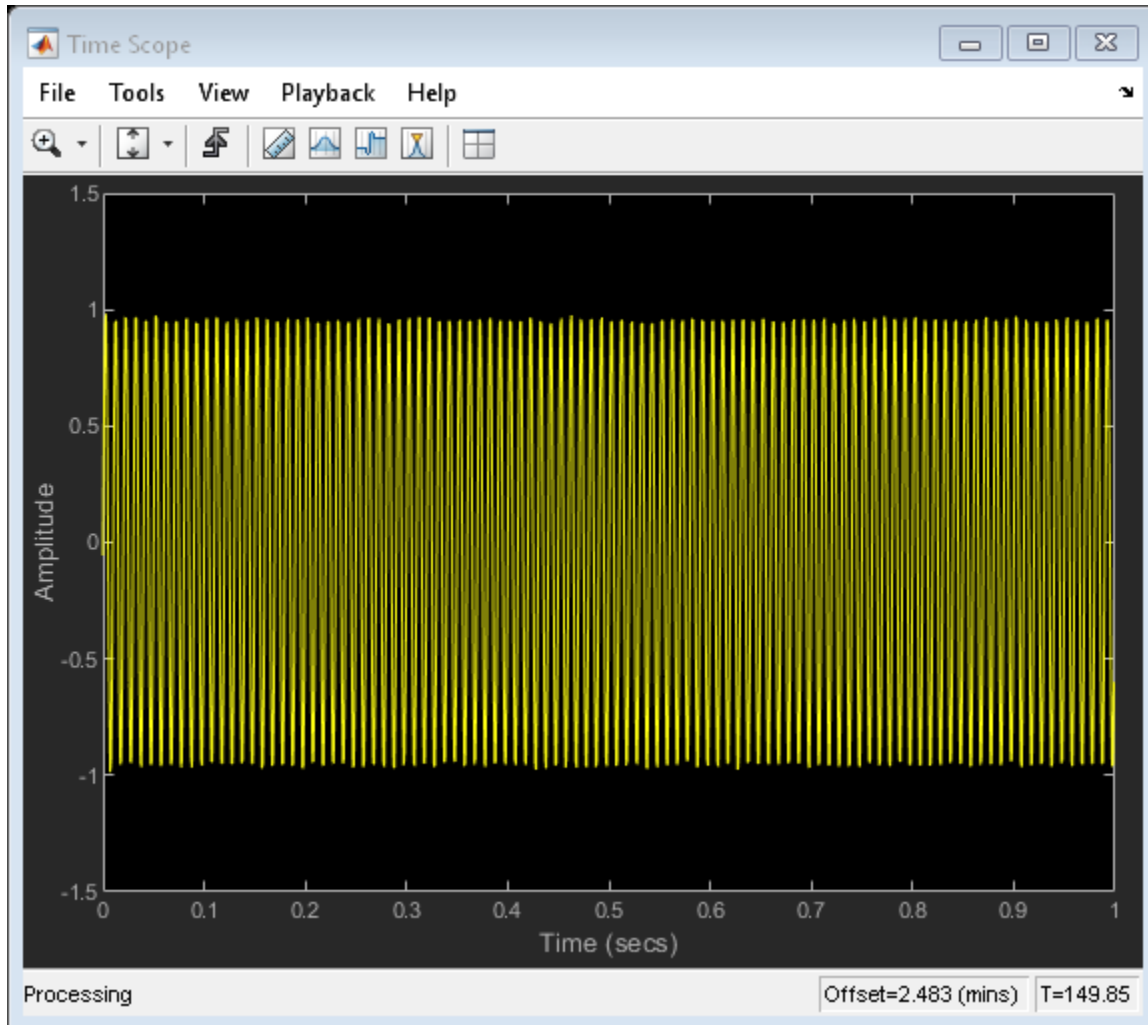 Time Scope
File Tools View Playback Help
1.5
1
0.5
0
-0.5
-1
-1.5
Amplitude
0 0.1 0.2 0.3 0.4 0.5 0.6 0.7 0.8 0.9 1
Time (secs)
Processing Offset=2.483 (mins) T=149.85